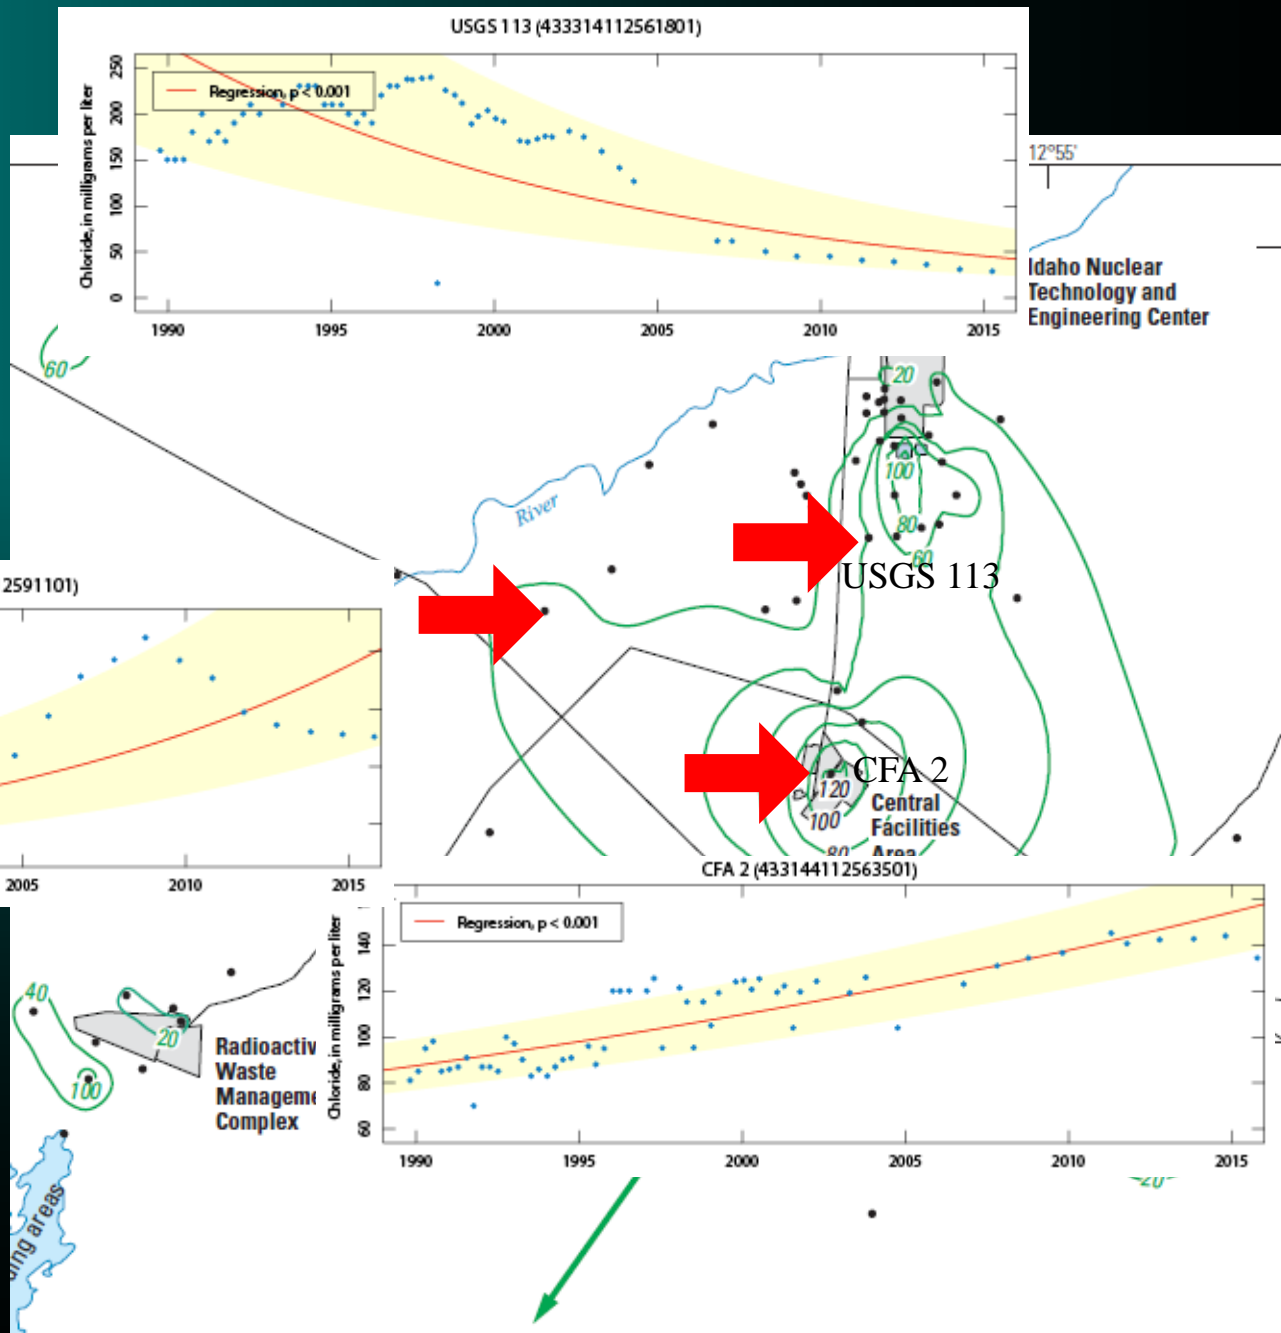 USGS 113 (433314112561801)
Chloride, in milligrams per liter
250
200
150
100
50
0
Regression, p < 0.001
1990 1995 2000 2005 2010 2015
12°55'
Idaho Nuclear
Technology and
Engineering Center
60
20
100
80
60
River
USGS 113
2591101)
2005 2010 2015
CFA 2
120
100
80
Central
Facilities
Area
CFA 2 (433144112563501)
Chloride, in milligrams per liter
140
120
100
80
60
Regression, p < 0.001
1990 1995 2000 2005 2010 2015
40
20
100
Radioactiv
Waste
Manageme
Complex
areas
20